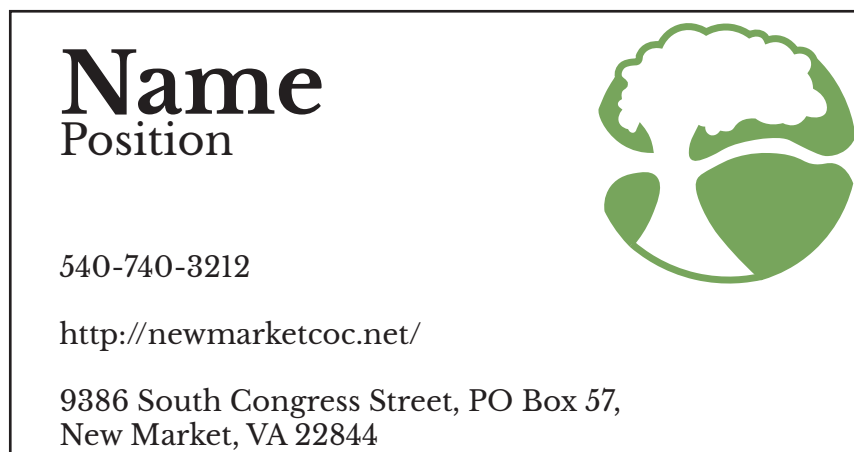 Name
Position
540-740-3212
http://newmarketcoc.net/
9386 South Congress Street, PO Box 57,
New Market, VA 22844